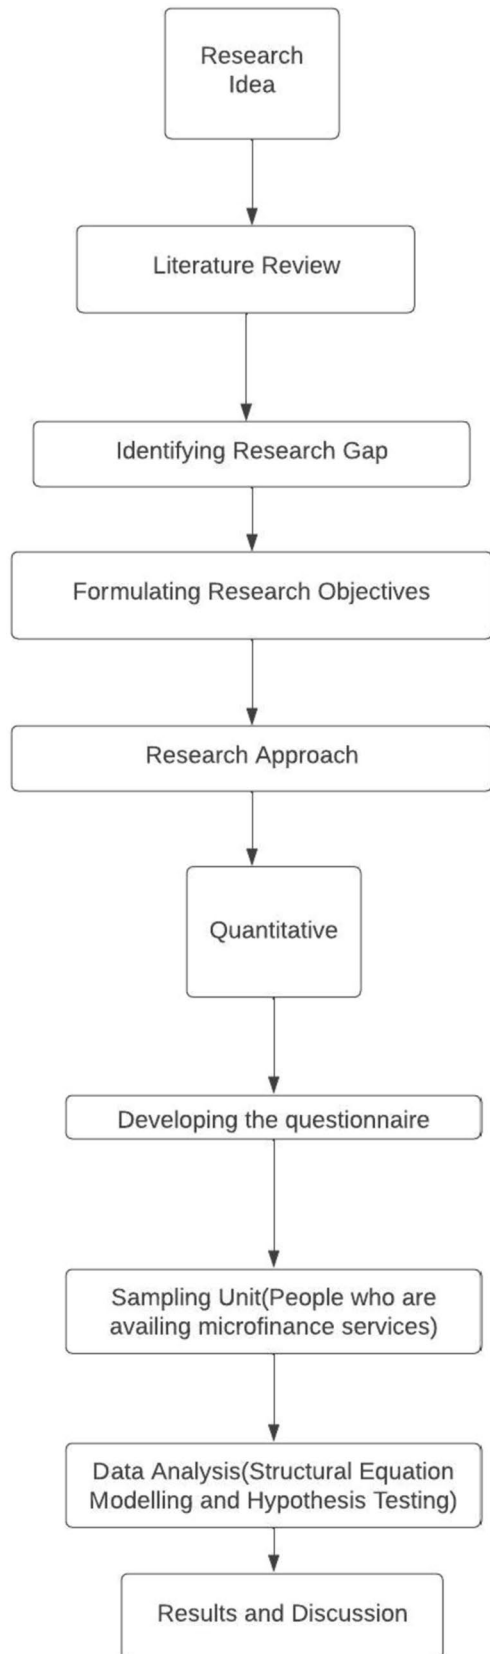 Research
Idea
Literature Review
Identifying Research Gap
Formulating Research Objectives
Research Approach
Quantitative
Developing the questionnaire
Sampling Unit(People who are
availing microfinance services)
Data Analysis(Structural Equation
Modelling and Hypothesis Testing)
Results and Discussion